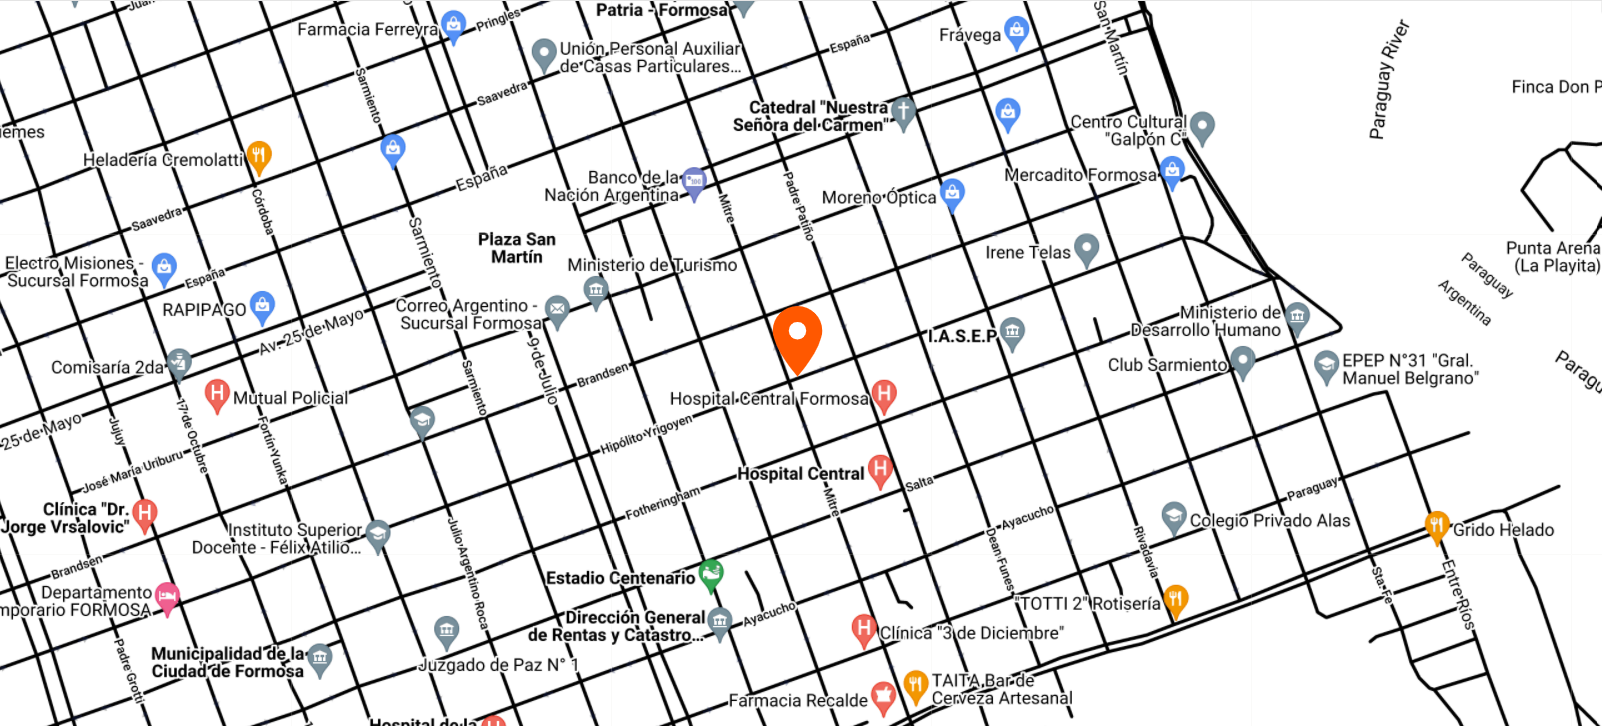 Patria - Formosa
Pringles
Farmacia Ferreyra
Unión Personal Auxiliar
de Casas Particulares...
España
Frávega
San Martín
Paraguay River
Finca Don P
Sarmiento
Saavedra
Catedral "Nuestra
Señora del Carmen"
Centro Cultural
"Galpón C"
Heladería Cremolatti
España
Banco de la
Nación Argentina
Mitre
Padre Patiño
Moreno Óptica
Mercadito Formosa
Saavedra
Córdoba
Sarmiento
Plaza San
Martín
Ministerio de Turismo
Irene Telas
Punta Arena
(La Playita)
Paraguay
Argentina
Electro Misiones -
Sucursal Formosa
España
RAPIPAGO
Av. 25 de Mayo
Correo Argentino -
Sucursal Formosa
I.A.S.E.P
Ministerio de
Desarrollo Humano
Comisaría 2da
Sarmiento
9 de Julio
Brandsen
Club Sarmiento
EPEP N°31 "Gral.
Manuel Belgrano"
Paragu
Mutual Policial
Hospital Central Formosa
25 de Mayo
Jujuy
17 de Octubre
Fortín Yunka
Hipólito Yrigoyen
José María Uriburu
Hospital Central
Mitre
Salta
Paraguay
Clínica "Dr.
Jorge Vrsalovic"
Fotheringham
Ayacucho
Colegio Privado Alas
Grido Helado
Instituto Superior
Docente - Félix Atilio...
Julio Argentino Roca
Dean Funes
Rivadavia
Brandsen
Departamento
mporario FORMOSA
Estadio Centenario
Sta. Fe
Entre Ríos
Dirección General
de Rentas y Catastro...
Ayacucho
"TOTTI 2" Rotisería
Clínica "3 de Diciembre"
Padre Grotti
Municipalidad de la
Ciudad de Formosa
Juzgado de Paz N° 1
Farmacia Recalde
TAITA Bar de
Cerveza Artesanal
Hospital de la